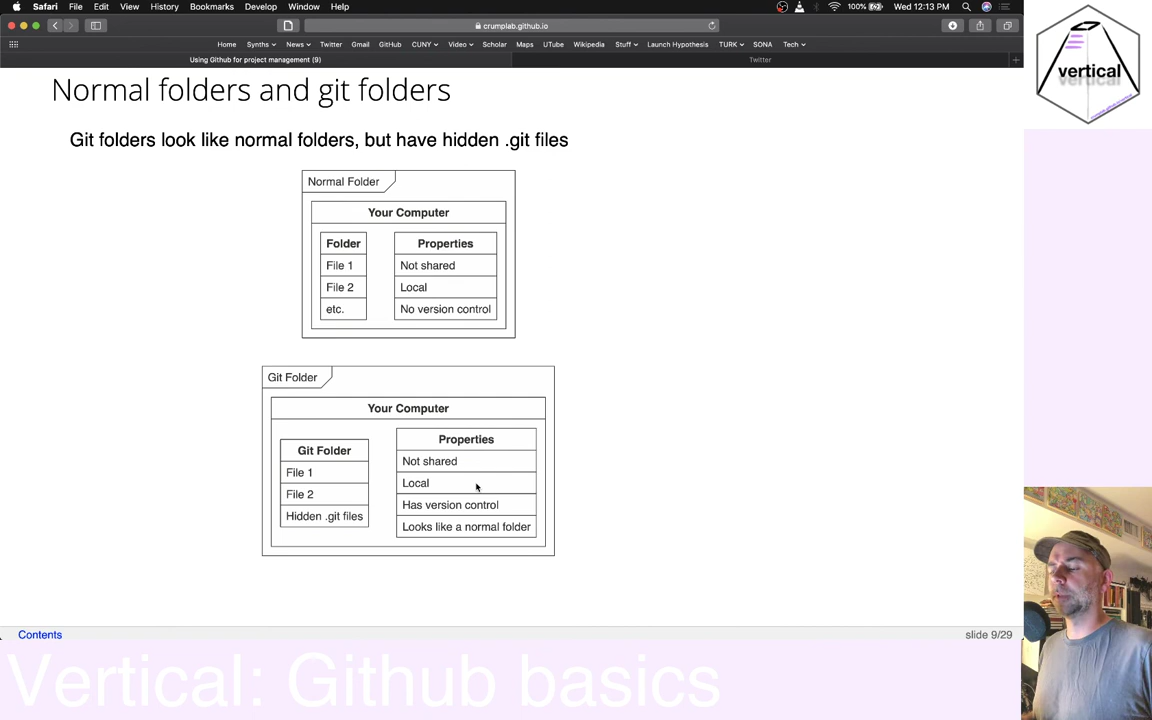 Safari File Edit View History Bookmarks Develop Window Help 100% Wed 12:13 PM
crumplab.github.io
Home Synths News Twitter Gmail GitHub CUNY Video Scholar Maps UTube Wikipedia Stuff Launch Hypothesis TURK SONA Tech
Using Github for project management (9) Twitter
Normal folders and git folders
Git folders look like normal folders, but have hidden .git files
Normal Folder
Your Computer
Folder Properties
File 1 Not shared
File 2 Local
etc. No version control
Git Folder
Your Computer
Properties
Git Folder
Not shared
File 1
Local
File 2
Has version control
Hidden .git files
Looks like a normal folder
Contents slide 9/29
Vertical: Github basics
vertical
vertical